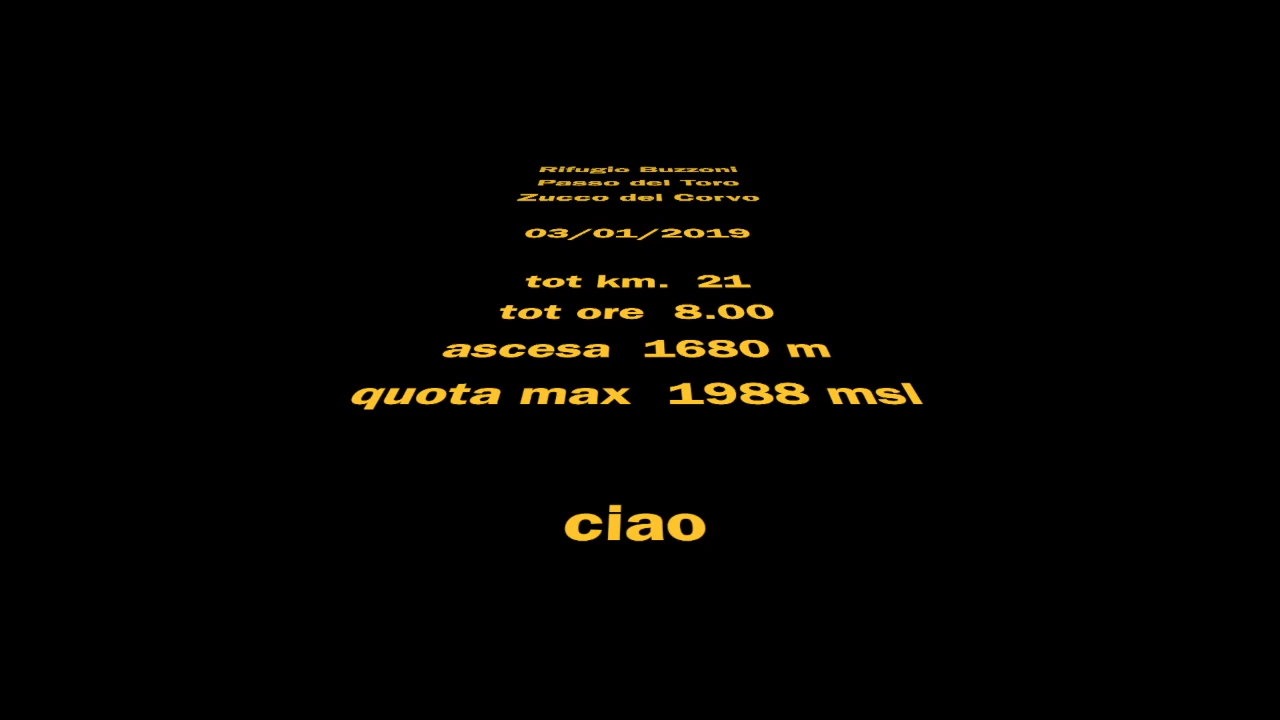 Rifugio Buzzoni
Passo del Toro
Zucco del Corvo
03/01/2019
tot km. 21
tot ore 8.00
ascesa 1680 m
quota max 1988 msl
ciao